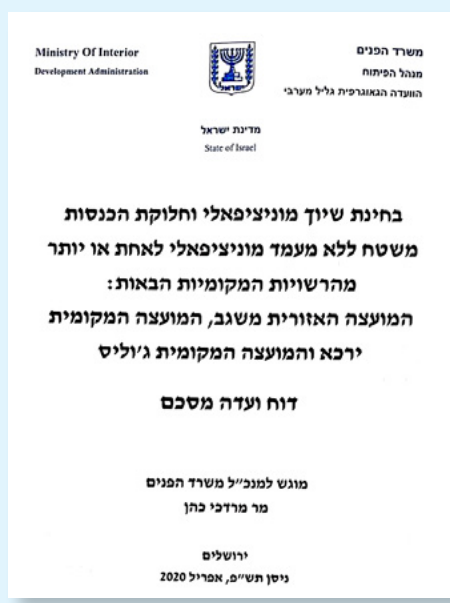 משרד הפנים
מנהל הפיתוח
הוועדה הגאוגרפית גליל מערבי
Ministry Of Interior
Development Administration
ישראל
מדינת ישראל
State of Israel
בחינת שיוך מוניציפאלי וחלוקת הכנסות
משטח ללא מעמד מוניציפאלי לאחת או יותר
מהרשויות המקומיות הבאות:
המועצה האזורית משגב, המועצה המקומית
ירכא והמועצה המקומית ג'וליס
דוח ועדה מסכם
מוגש למנכ״ל משרד הפנים
מר מרדכי כהן
ירושלים
ניסן תש״פ, אפריל 2020